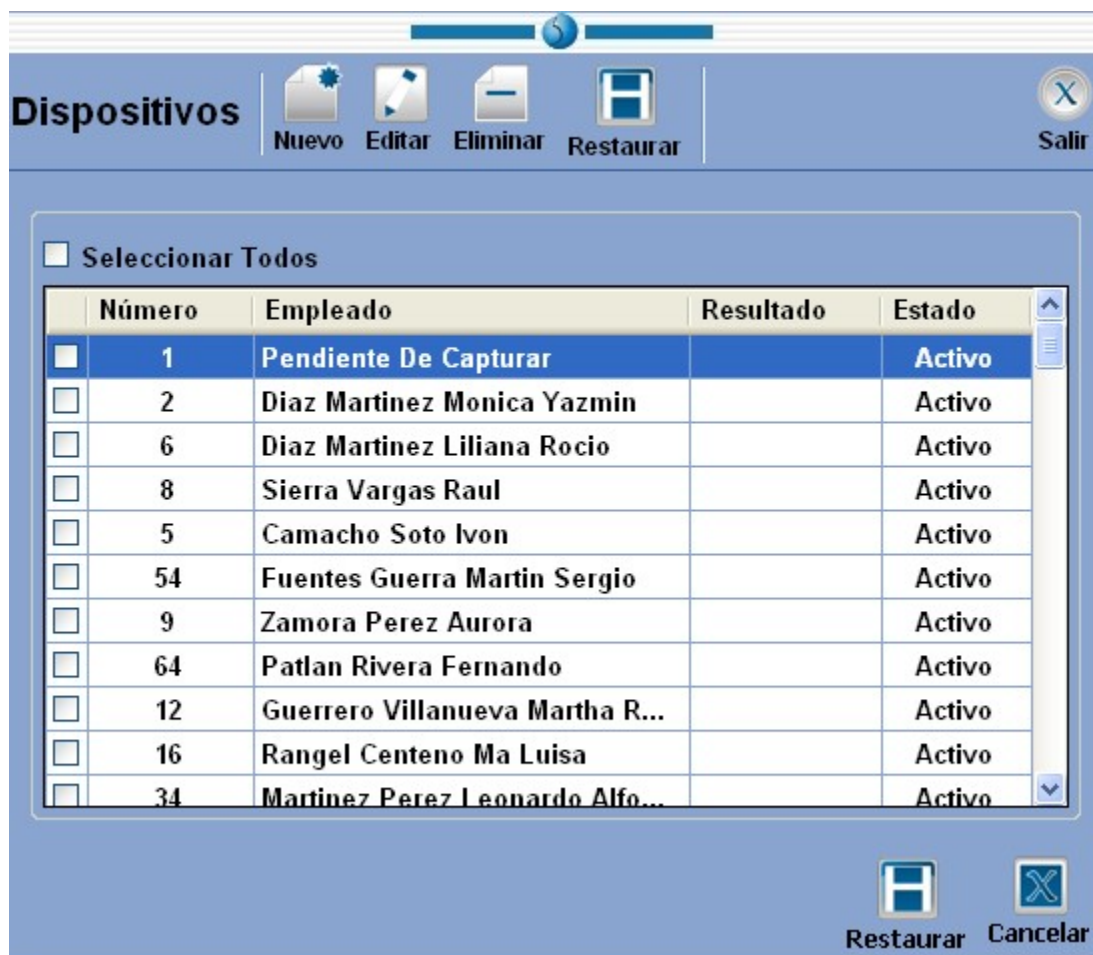 Dispositivos Nuevo Editar Eliminar Restaurar Salir
Seleccionar Todos
Número Empleado Resultado Estado
1 Pendiente De Capturar Activo
2 Diaz Martinez Monica Yazmin Activo
6 Diaz Martinez Liliana Rocio Activo
8 Sierra Vargas Raul Activo
5 Camacho Soto Ivon Activo
54 Fuentes Guerra Martin Sergio Activo
9 Zamora Perez Aurora Activo
64 Patlan Rivera Fernando Activo
12 Guerrero Villanueva Martha R... Activo
16 Rangel Centeno Ma Luisa Activo
34 Martinez Perez Leonardo Alfo... Activo
Restaurar Cancelar